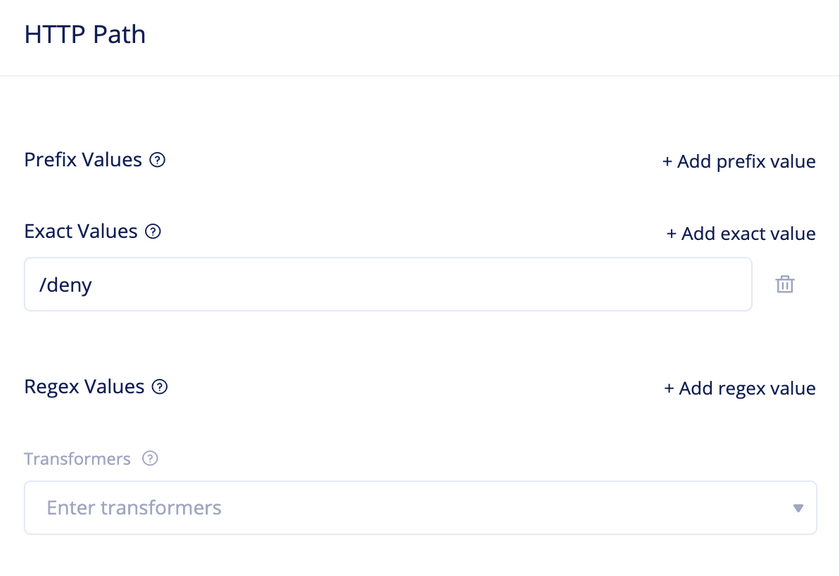 HTTP Path
Prefix Values
+ Add prefix value
Exact Values
+ Add exact value
/deny
Regex Values
+ Add regex value
Transformers
Enter transformers